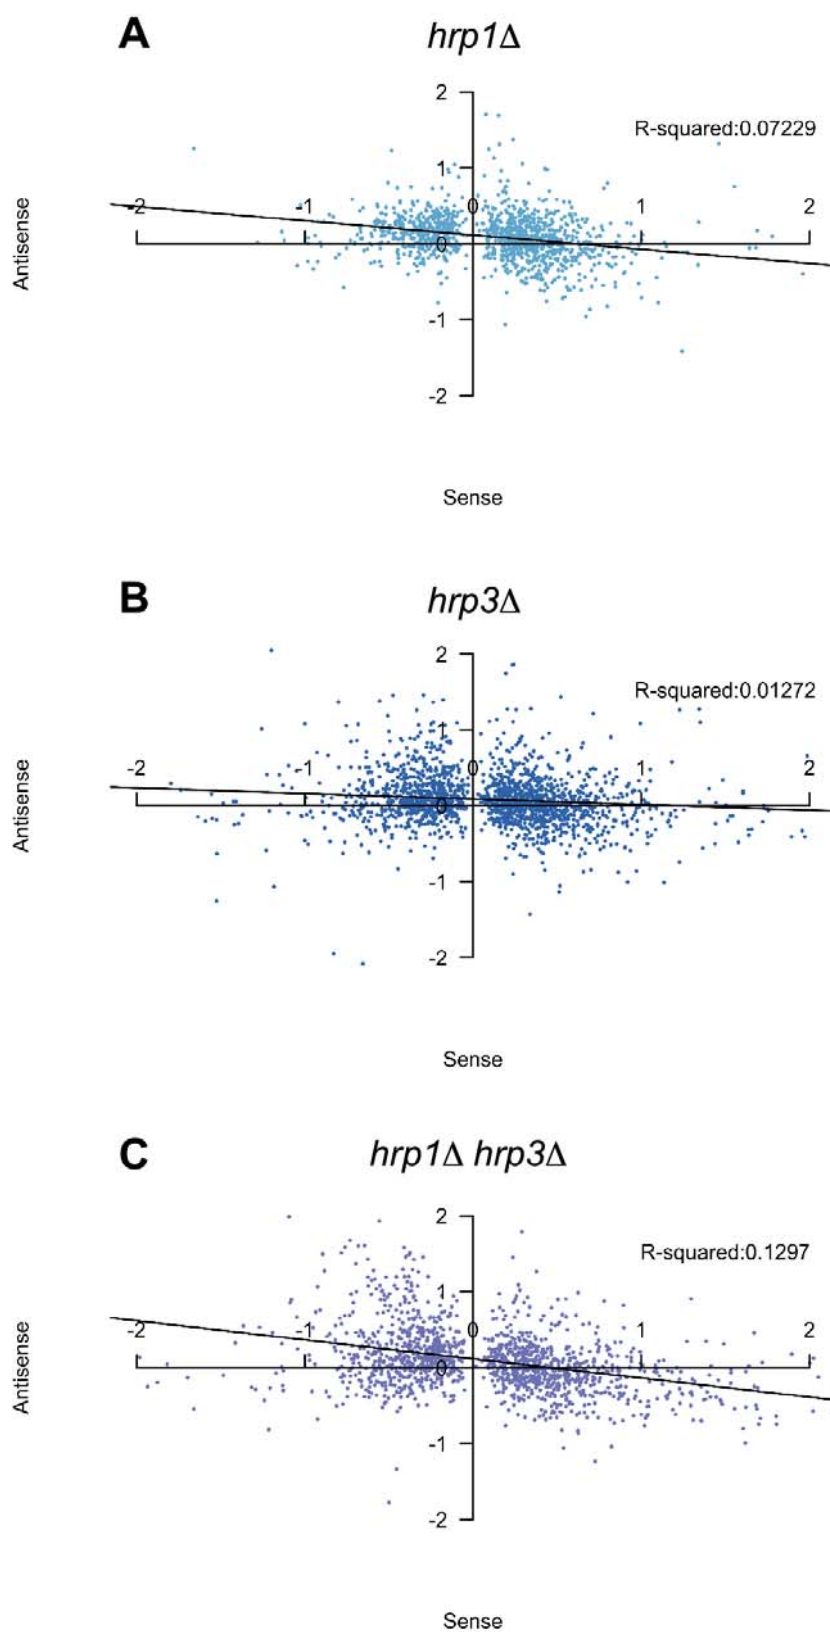 A
hrp1Δ
2
R-squared:0.07229
1
-2 -1 0 1 2
0
Antisense
-1
-2
Sense
B
hrp3Δ
2
R-squared:0.01272
1
-2 -1 0 1 2
0
Antisense
-1
-2
Sense
C
hrp1Δ hrp3Δ
2
R-squared:0.1297
1
-2 -1 0 1 2
0
Antisense
-1
-2
Sense